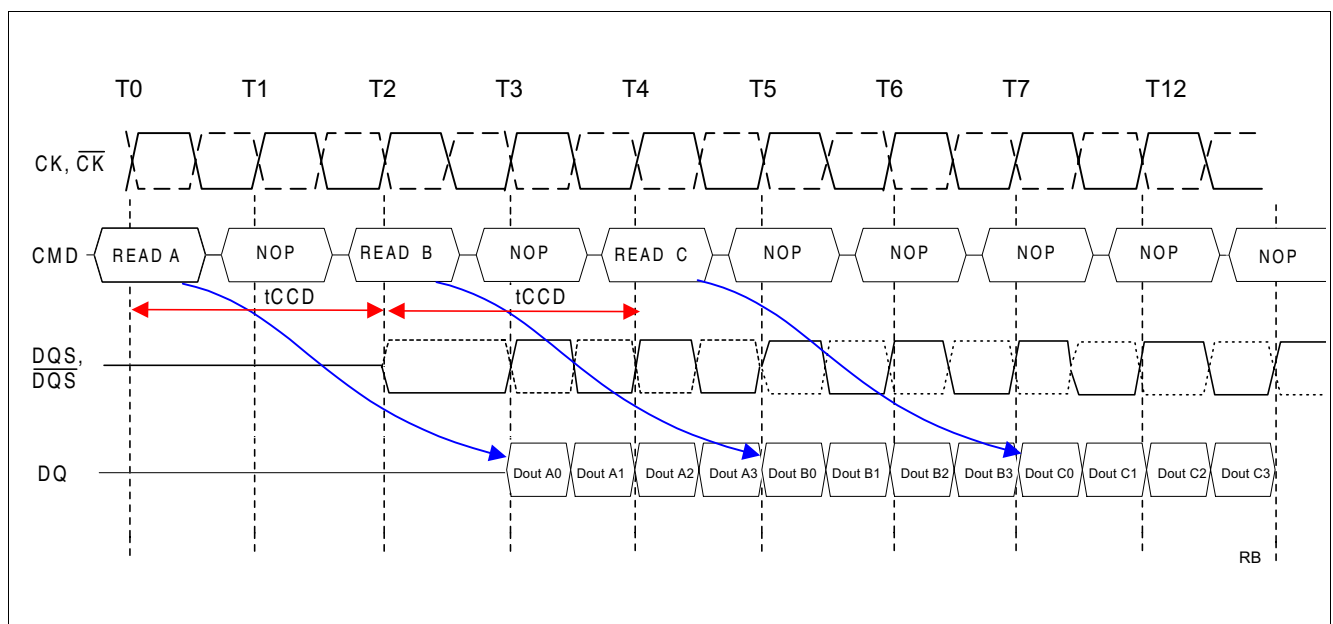 T0 T1 T2 T3 T4 T5 T6 T7 T12
CK, CK
CMD READ A NOP READ B NOP READ C NOP NOP NOP NOP NOP
tCCD tCCD
DQS,
DQS
DQ Dout A0 Dout A1 Dout A2 Dout A3 Dout B0 Dout B1 Dout B2 Dout B3 Dout C0 Dout C1 Dout C2 Dout C3
RB